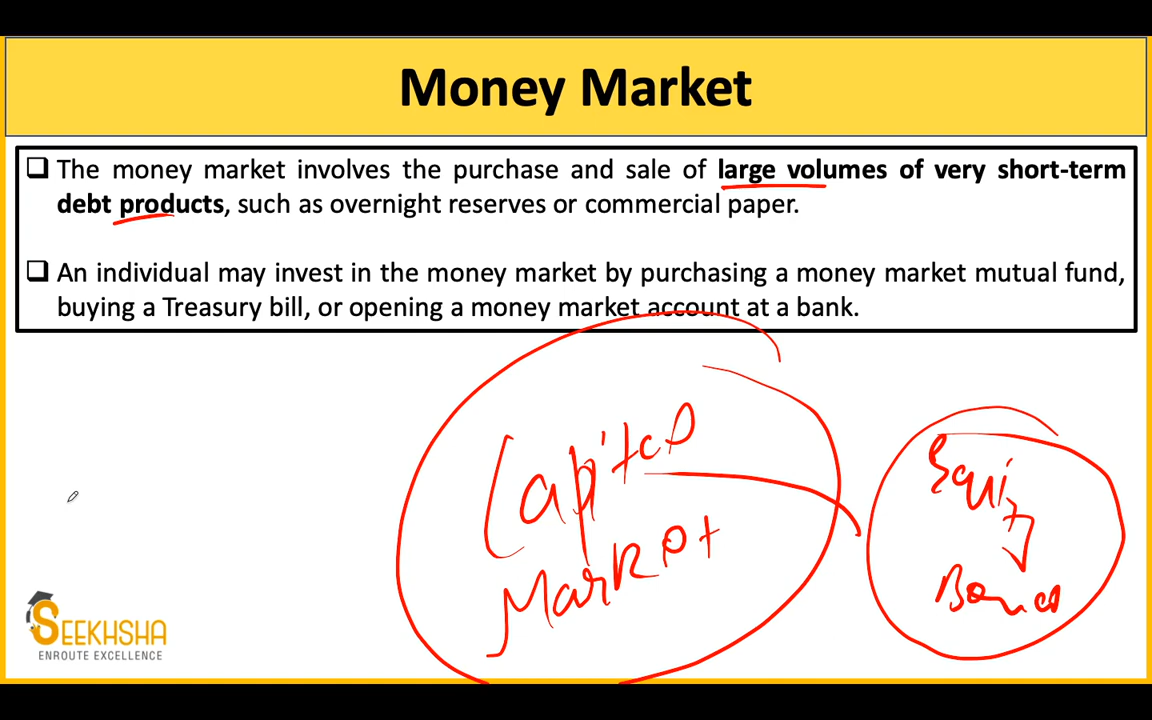 Money Market
The money market involves the purchase and sale of large volumes of very short-term
debt products, such as overnight reserves or commercial paper.
An individual may invest in the money market by purchasing a money market mutual fund,
buying a Treasury bill, or opening a money market account at a bank.
Capital
Market
Equity
SEEKHSHA
ENROUTE EXCELLENCE